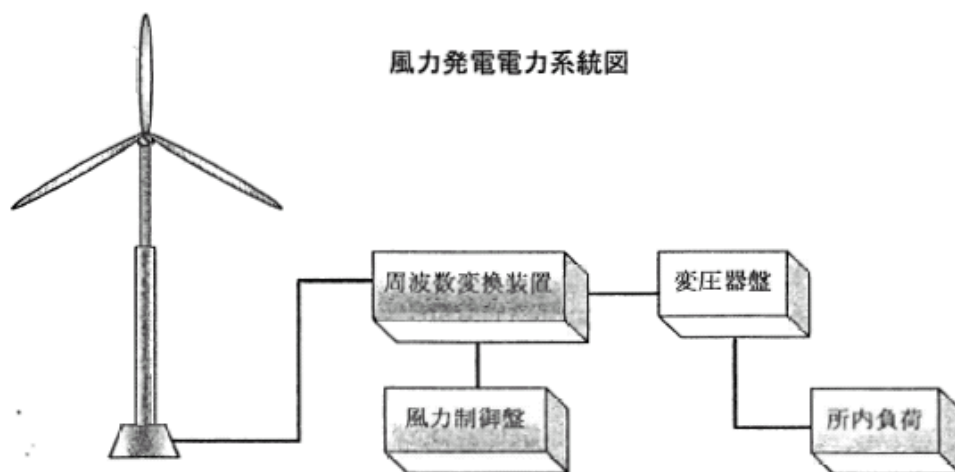 風力発電電力系統図
周波数変換装置
変圧器盤
風力制御盤
所内負荷